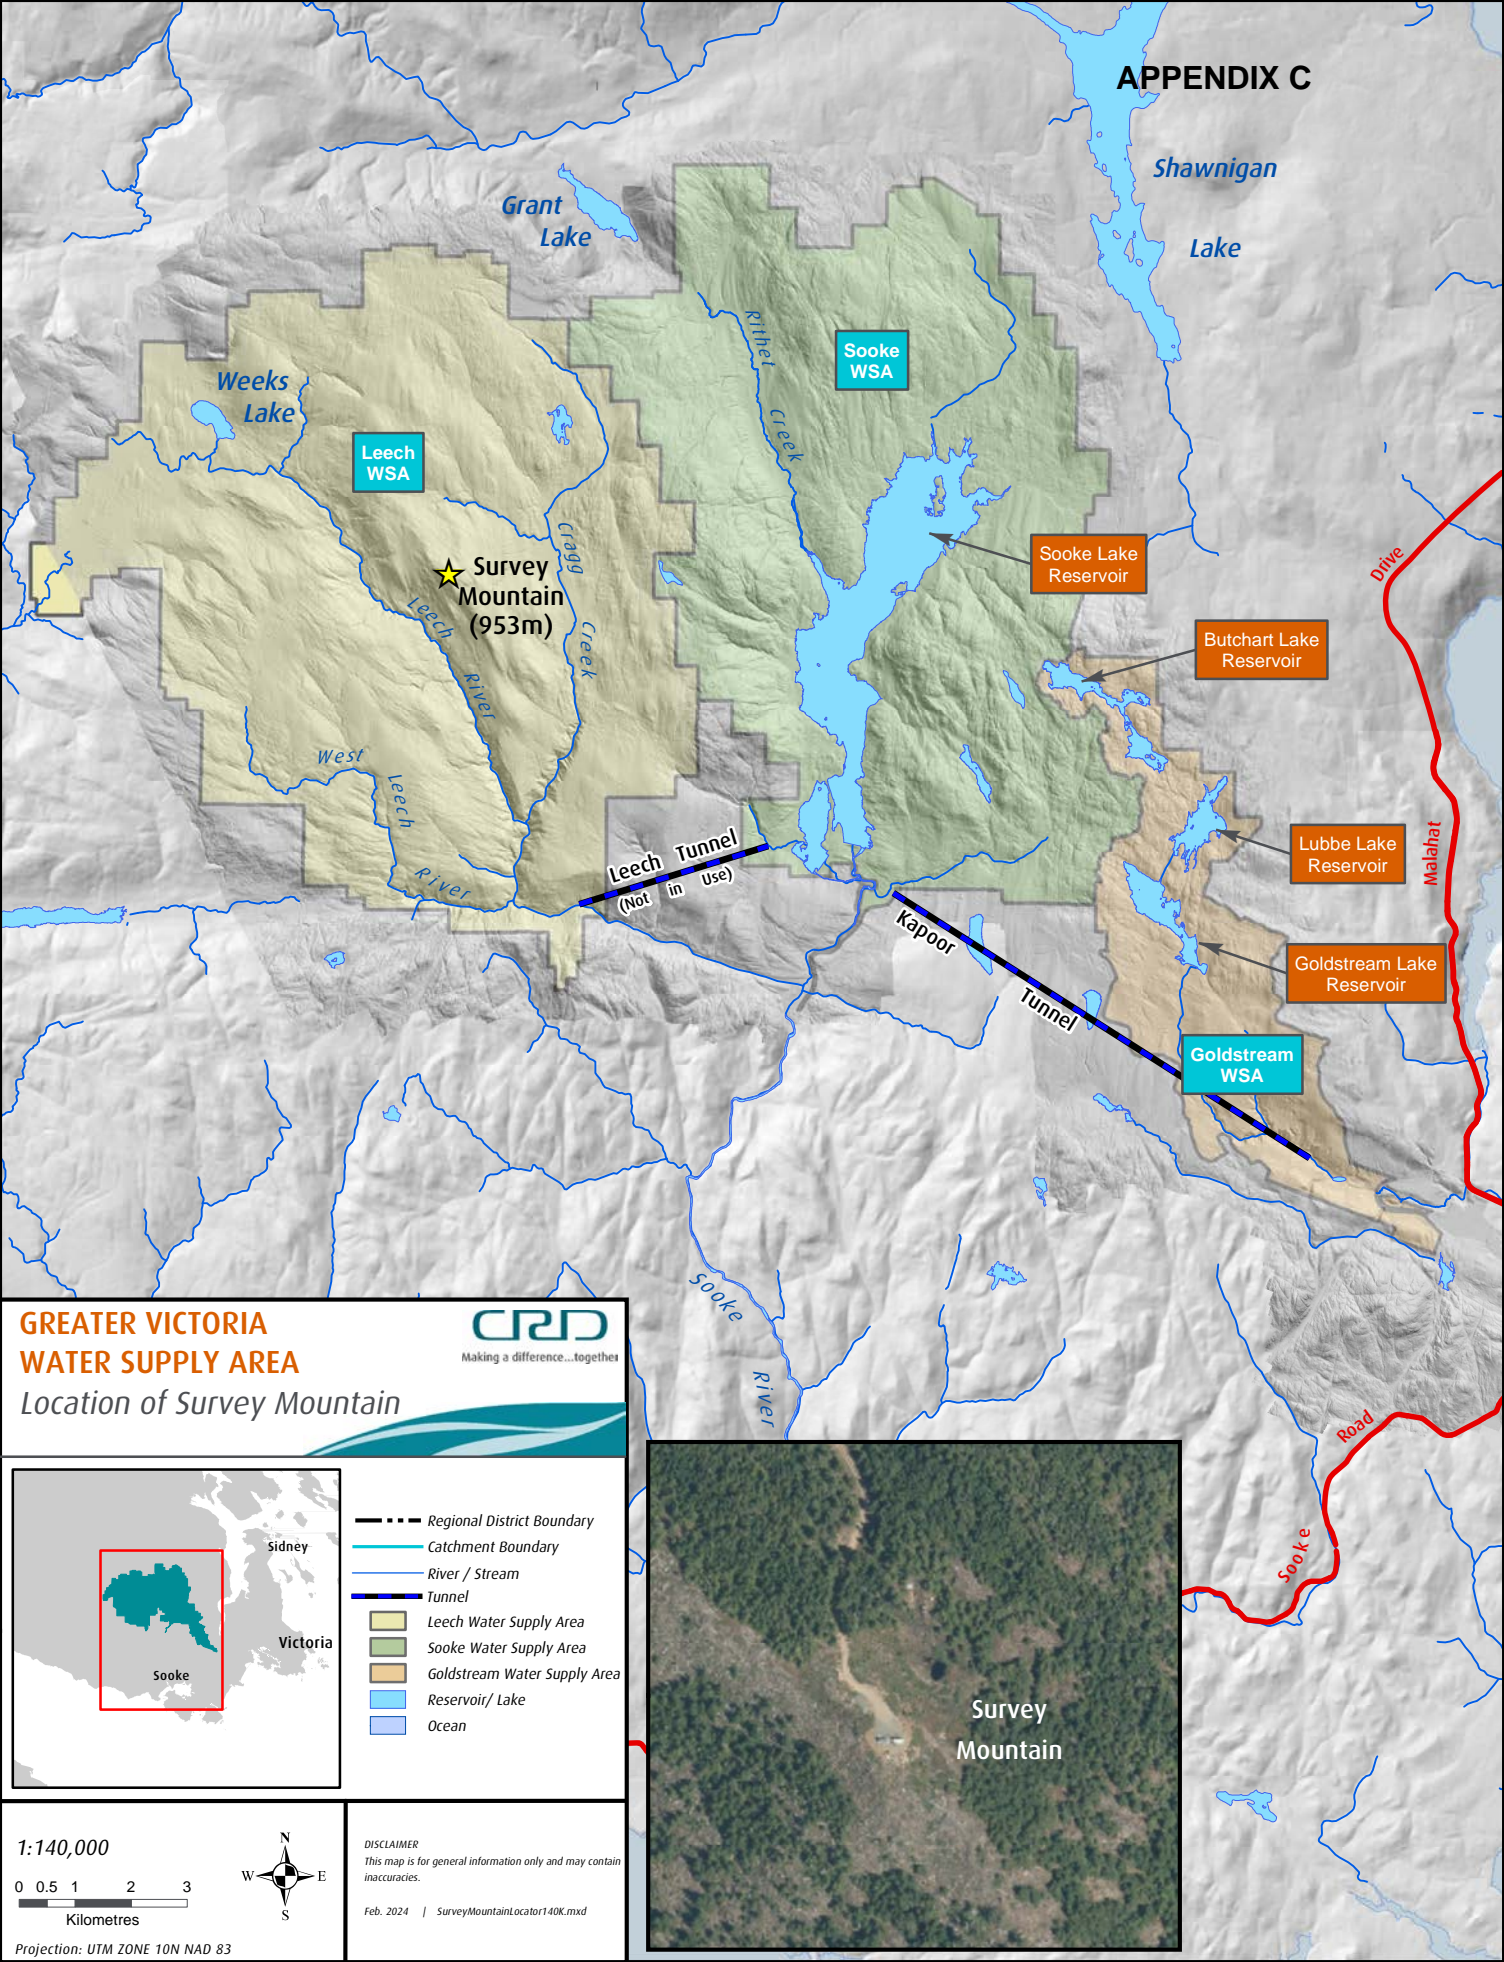 APPENDIX C
Shawnigan
Lake
Grant
Lake
Rithet
Creek
Sooke
WSA
Weeks
Lake
Leech
WSA
Cragg
Creek
Survey
Mountain
(953m)
Leech
River
Sooke Lake
Reservoir
Drive
Butchart Lake
Reservoir
West
Leech
River
Malahat
Lubbe Lake
Reservoir
Leech Tunnel
(Not in Use)
Kapoor
Tunnel
Goldstream Lake
Reservoir
Goldstream
WSA
Sooke
River
Road
Sooke
GREATER VICTORIA
WATER SUPPLY AREA
Location of Survey Mountain
CRD
Making a difference...together
Sidney
Victoria
Sooke
Regional District Boundary
Catchment Boundary
River / Stream
Tunnel
Leech Water Supply Area
Sooke Water Supply Area
Goldstream Water Supply Area
Reservoir/ Lake
Ocean
Survey
Mountain
1:140,000
0 0.5 1 2 3
Kilometres
Projection: UTM ZONE 10N NAD 83
N
W E
S
DISCLAIMER
This map is for general information only and may contain
inaccuracies.
Feb. 2024 | SurveyMountainLocator140K.mxd